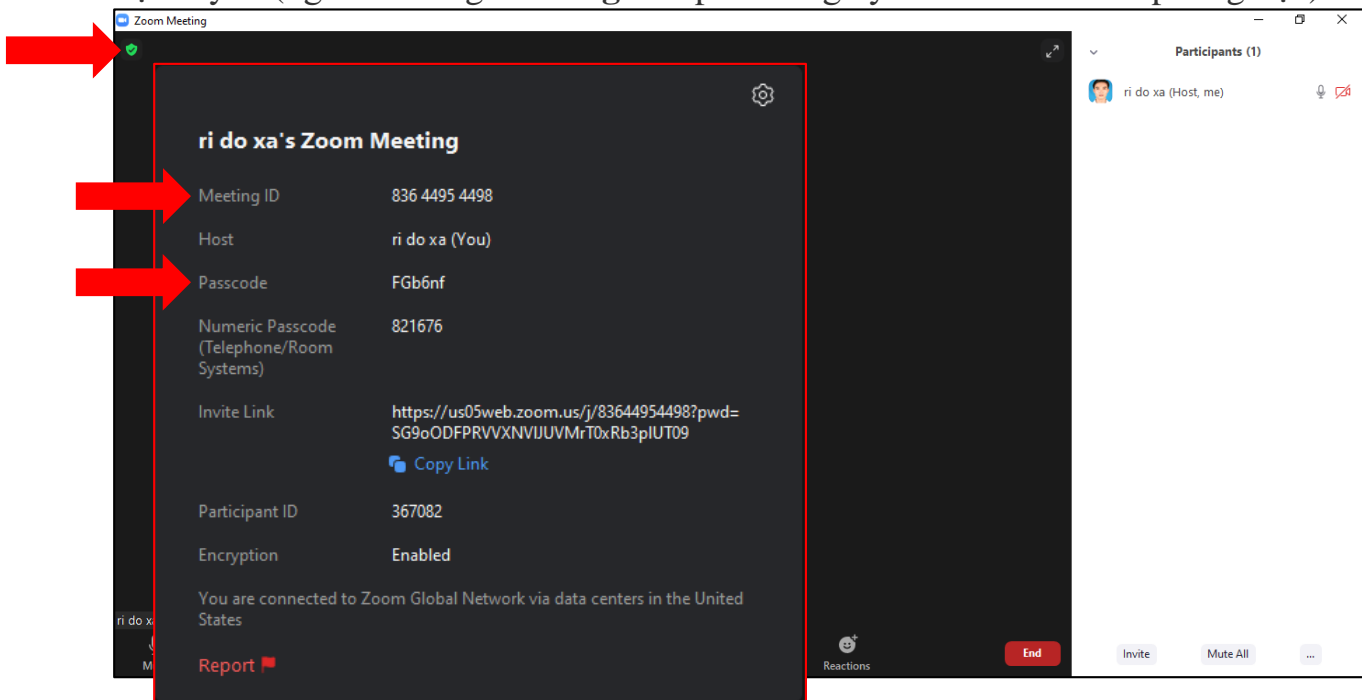 Zoom Meeting
Participants (1)
ri do xa (Host, me)
ri do xa's Zoom Meeting
Meeting ID 836 4495 4498
Host ri do xa (You)
Passcode FGb6nf
Numeric Passcode 821676
(Telephone/Room
Systems)
Invite Link https://us05web.zoom.us/j/83644954498?pwd=
SG9oODFPRVVXNVlJUVMrT0xRb3pIUT09
Copy Link
Participant ID 367082
Encryption Enabled
You are connected to Zoom Global Network via data centers in the United
States
Report
ri do x
M
Reactions
End
Invite Mute All ...